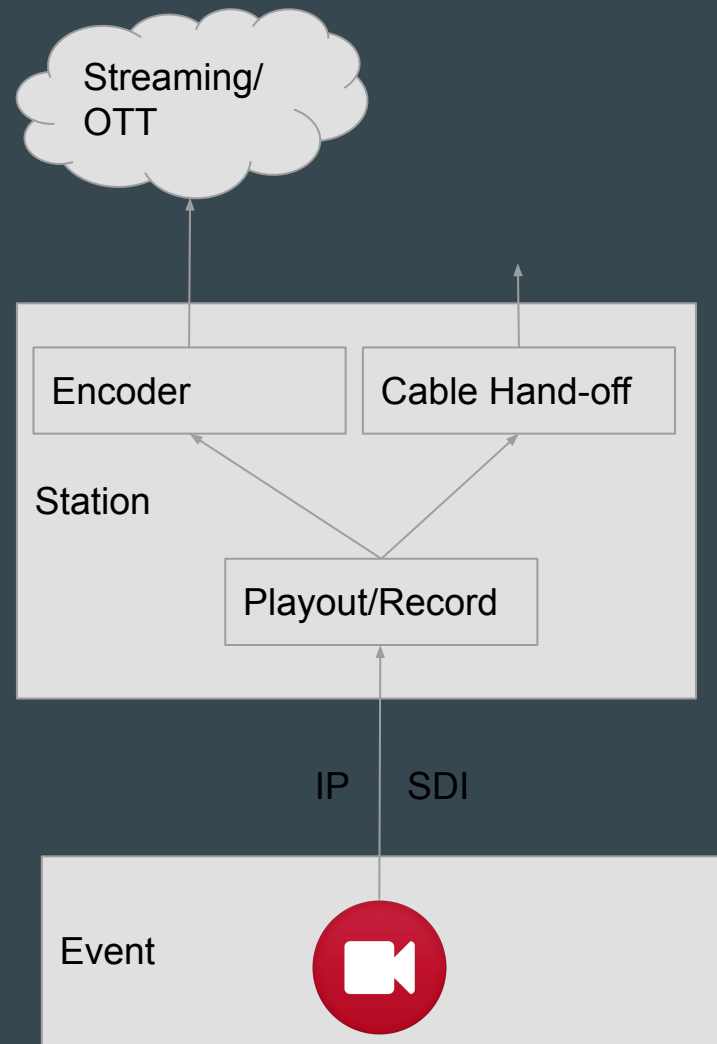 Streaming/
OTT
Encoder
Cable Hand-off
Station
Playout/Record
IP SDI
Event